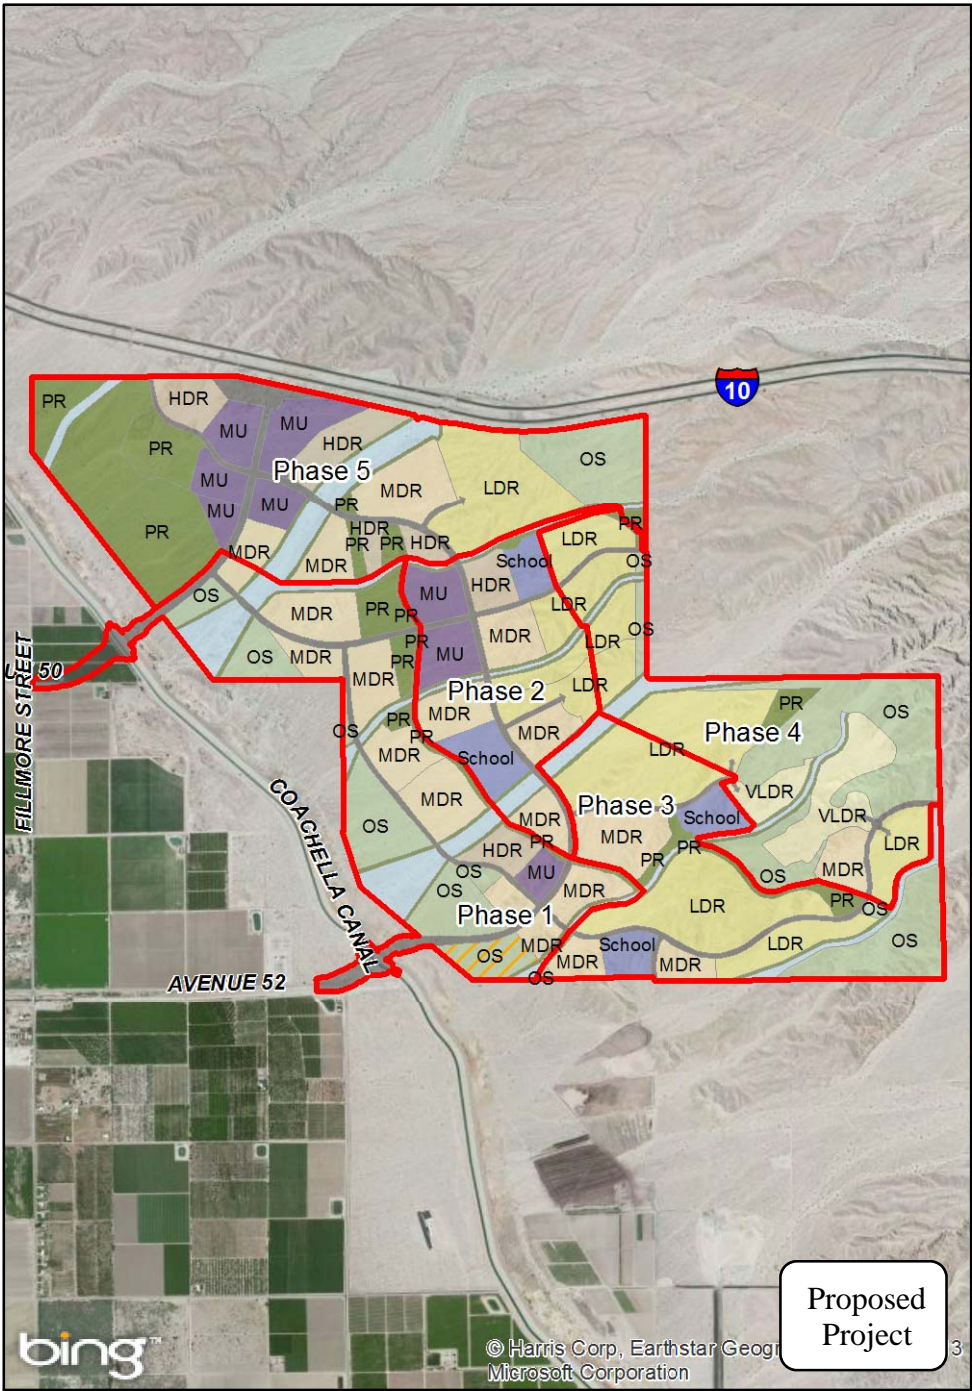 10
PR
HDR
MU
MU
HDR
PR
OS
Phase 5
MU
MDR
LDR
MU
MU
PR
PR
HDR
PR
PR
HDR
LDR
PR
MDR
MDR
School
OS
OS
MU
HDR
MDR
PR
PR
LDR
MDR
OS
PR
LDR
OS
MDR
PR
MU
50
MDR
Phase 2
LDR
FILLMORE STREET
PR
MDR
PR
OS
MDR
PR
OS
MDR
School
LDR
Phase 4
MDR
VLDR
COACHELLA CANAL
Phase 3
School
VLDR
OS
MDR
MDR
LDR
HDR
PR
PR
PR
OS
MU
OS
MDR
OS
MDR
PR
OS
Phase 1
LDR
OS
MDR
School
LDR
OS
MDR
MDR
OS
AVENUE 52
bing™
© Harris Corp, Earthstar Geogr
3
Microsoft Corporation
Proposed
Project